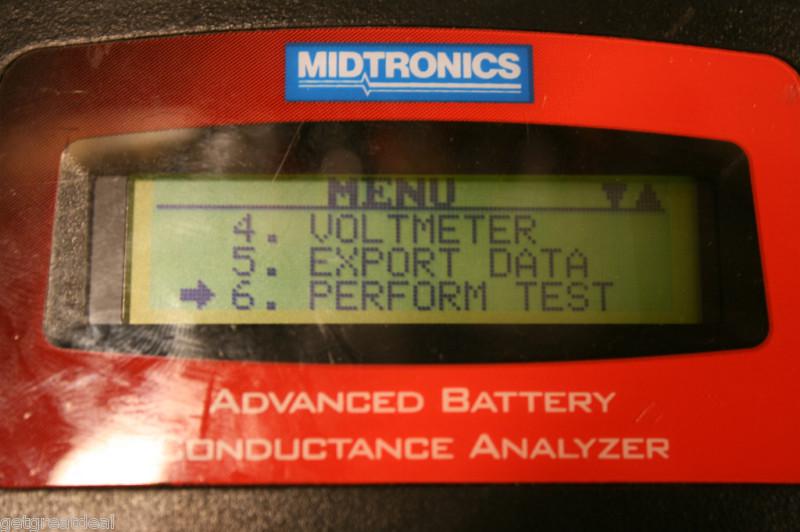 MIDTRONICS
MENU ▼▲
4. VOLTMETER
5. EXPORT DATA
➔ 6. PERFORM TEST
ADVANCED BATTERY
CONDUCTANCE ANALYZER
getgreatdeal